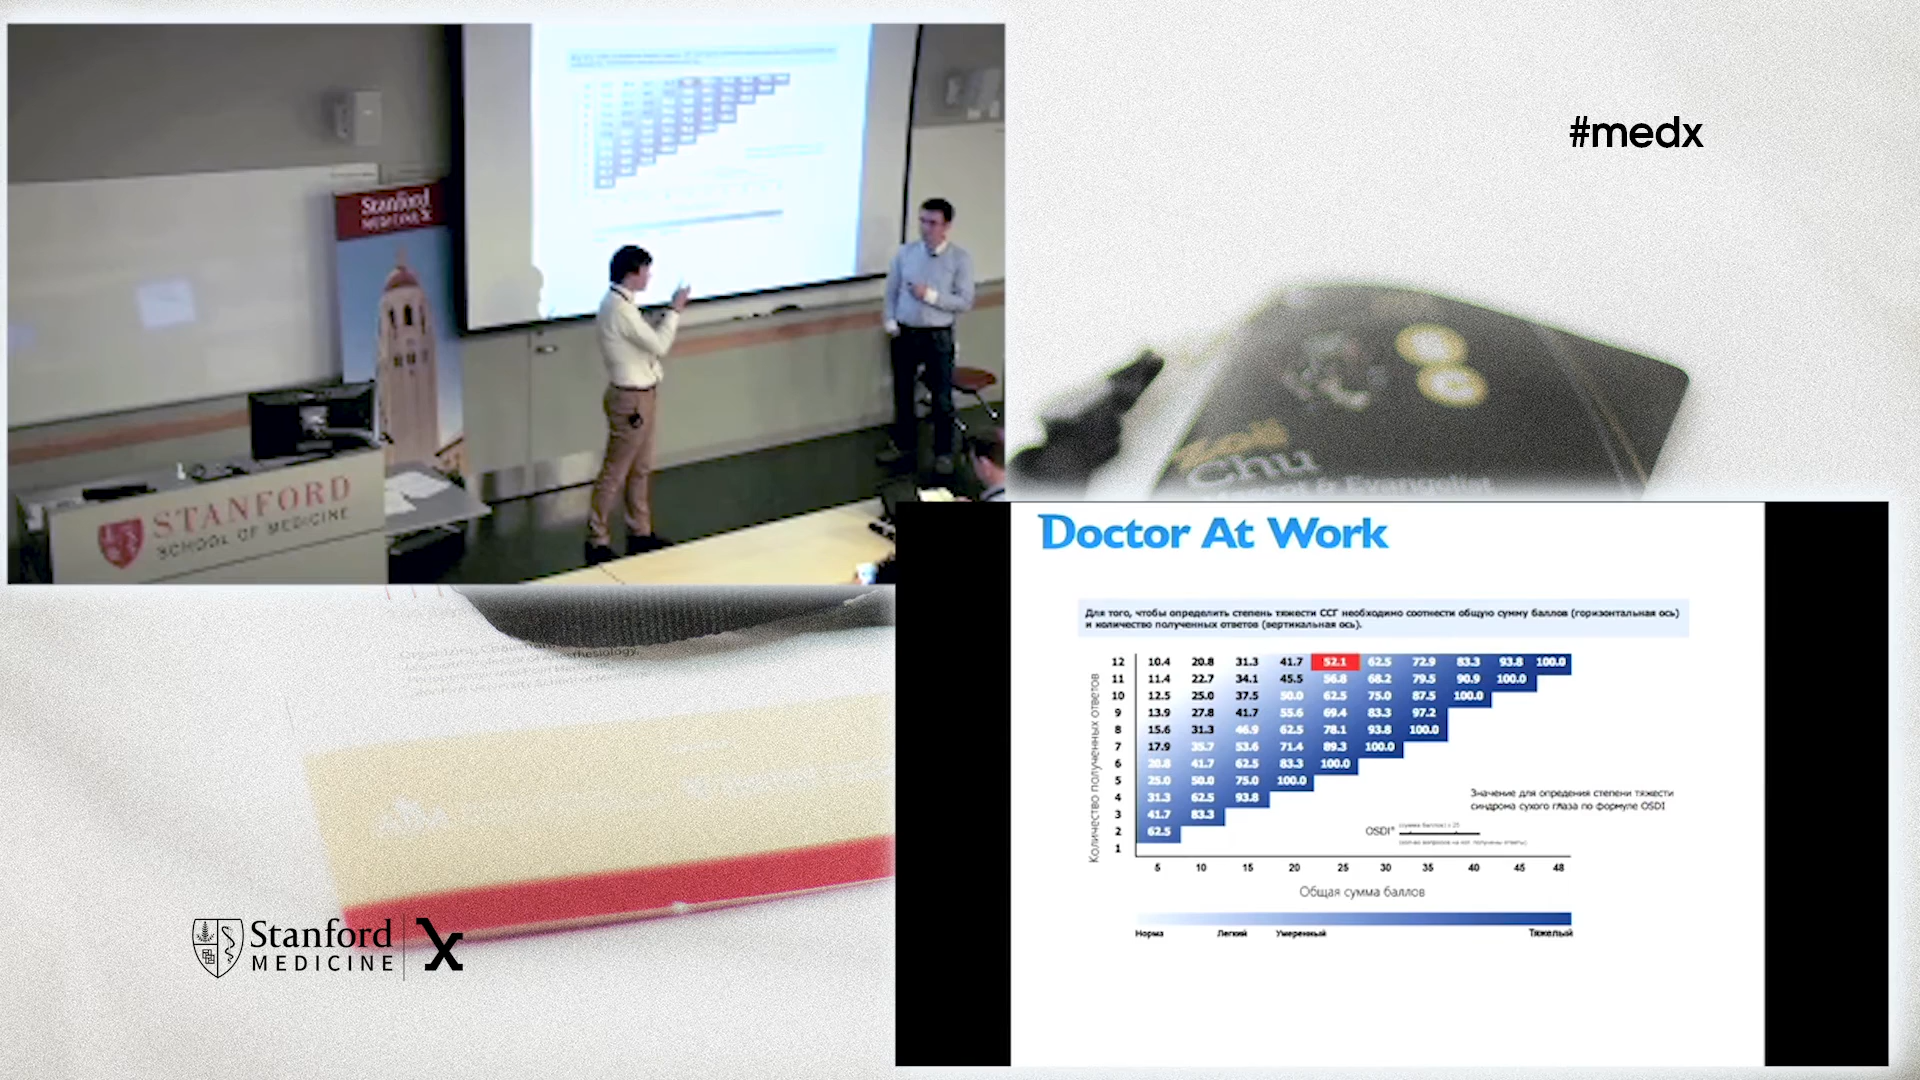 #medx
Stanford
MEDICINE X
STANFORD
SCHOOL OF MEDICINE
Chu
Doctor At Work
Для того, чтобы определить степень тяжести ССГ необходимо соотнести общую сумму баллов (горизонтальная ось)
и количество полученных ответов (вертикальная ось).
Количество полученных ответов
12 10.4 20.8 31.3 41.7 52.1 62.5 72.9 83.3 93.8 100.0
11 11.4 22.7 34.1 45.5 56.8 68.2 79.5 90.9 100.0
10 12.5 25.0 37.5 50.0 62.5 75.0 87.5 100.0
9 13.9 27.8 41.7 55.6 69.4 83.3 97.2
8 15.6 31.3 46.9 62.5 78.1 93.8 100.0
7 17.9 35.7 53.6 71.4 89.3 100.0
6 20.8 41.7 62.5 83.3 100.0
5 25.0 50.0 75.0 100.0
4 31.3 62.5 93.8
3 41.7 83.3
2 62.5
1
Значение для опредения степени тяжести
синдрома сухого глаза по формуле OSDI
OSDI*
5 10 15 20 25 30 35 40 45 48
Общая сумма баллов
Норма Легкий Умеренный Тяжелый
Stanford
MEDICINE X